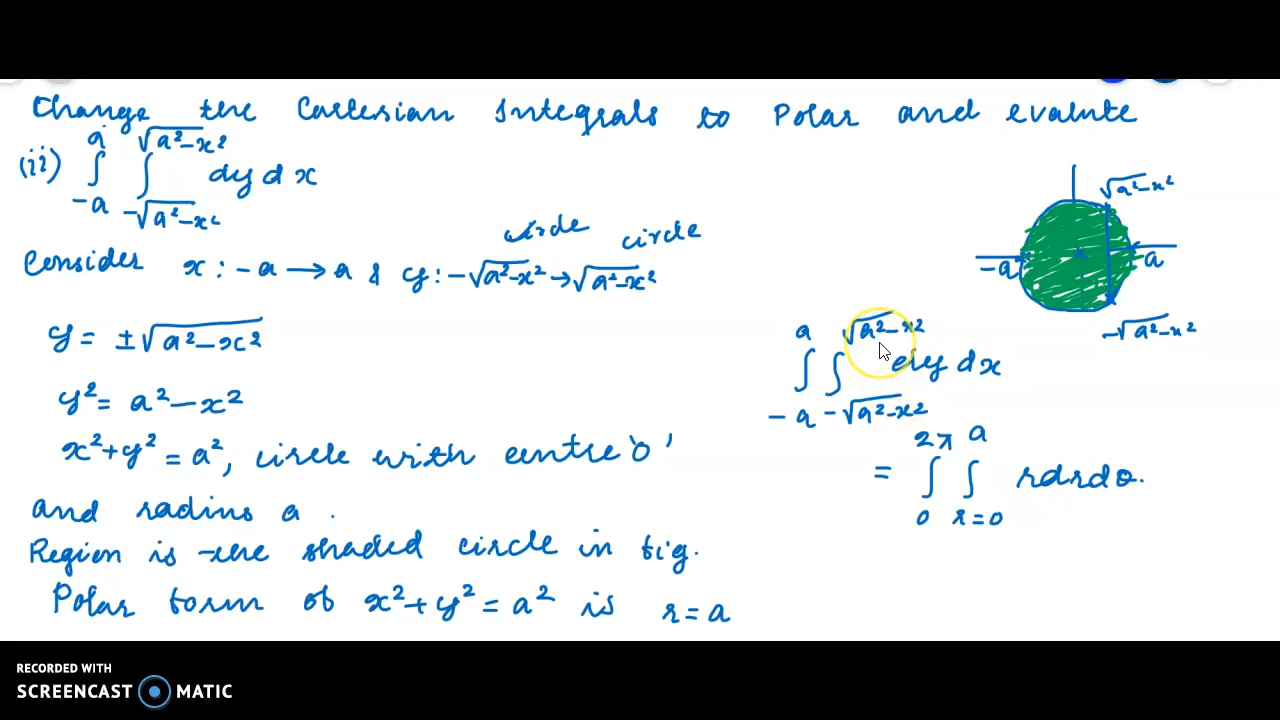 Change the Cartesian Integrals to Polar and evalute
(ii) ∫_{-a}^{a} ∫_{-√(a²-x²)}^{√(a²-x²)} dy dx
circle circle
Consider x : -a → a & y : -√(a²-x²) → √(a²-x²)
y = ±√(a²-x²)
y² = a² - x²
x² + y² = a², circle with centre 'o'
and radius a.
Region is the shaded circle in fig.
Polar form of x² + y² = a² is r = a
√(a²-x²)
-a a
-√(a²-x²)
∫_{-a}^{a} ∫_{-√(a²-x²)}^{√(a²-x²)} dy dx
= ∫_{0}^{2π} ∫_{r=0}^{a} r dr dθ.
RECORDED WITH
SCREENCAST MATIC